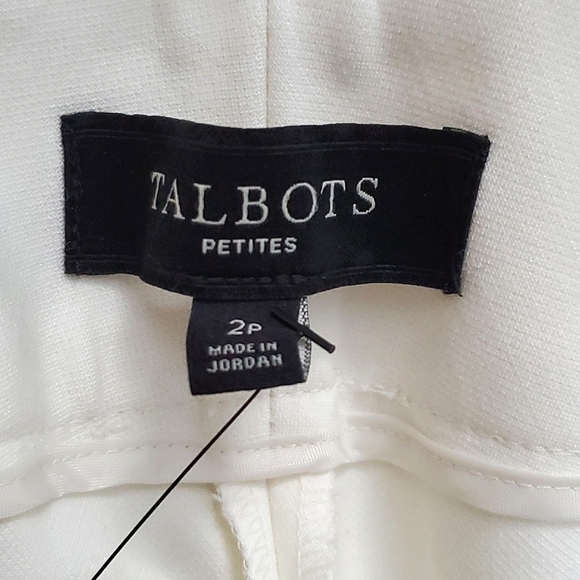 TALBOTS
PETITES
2P
MADE IN
JORDAN